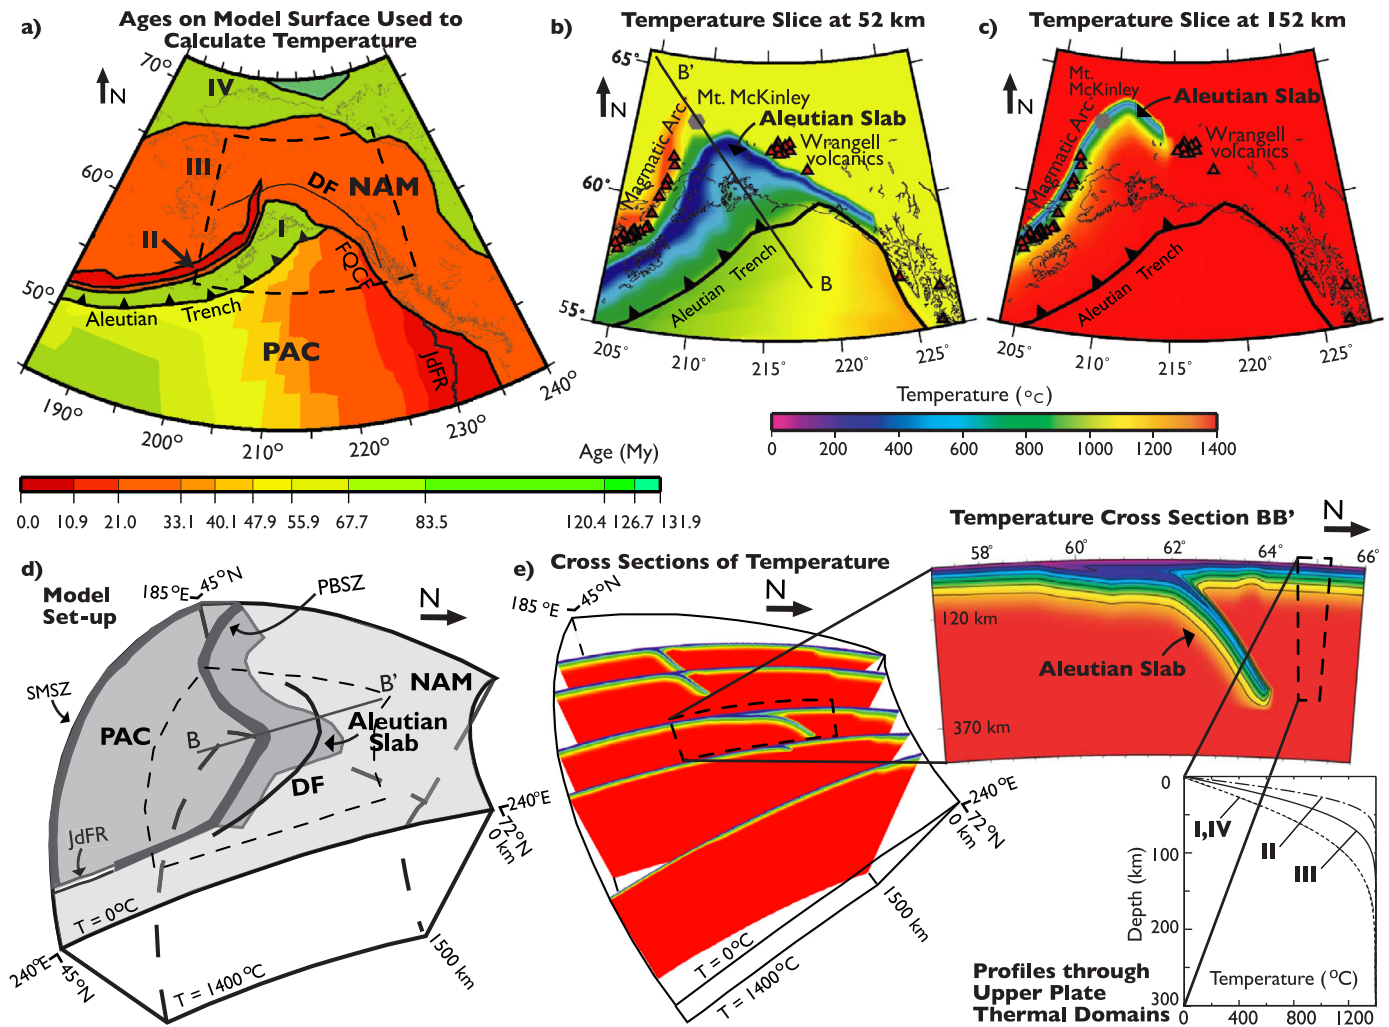 a)
Ages on Model Surface Used to
Calculate Temperature
70°
60°
50°
N
IV
III
II
I
DF
NAM
FQCF
Aleutian
Trench
PAC
JdFR
190°
200°
210°
220°
230°
240°
Age (My)
0.0 10.9 21.0 33.1 40.1 47.9 55.9 67.7 83.5 120.4 126.7 131.9
b)
Temperature Slice at 52 km
65°
60°
55°
N
B'
Mt. McKinley
Aleutian Slab
Magmatic Arc
Wrangell
volcanics
Aleutian
Trench
B
205°
210°
215°
220°
225°
c)
Temperature Slice at 152 km
N
Mt.
McKinley
Aleutian Slab
Magmatic Arc
Wrangell
volcanics
Aleutian
Trench
205°
210°
215°
220°
225°
Temperature (°C)
0 200 400 600 800 1000 1200 1400
d)
Model
Set-up
185°E
45°N
PBSZ
N
SMSZ
PAC
B
B'
NAM
Aleutian
Slab
DF
JdFR
240°E
72°N
0 km
T = 0°C
T = 1400°C
1500 km
240°E
45°N
e)
Cross Sections of Temperature
185°E
45°N
N
240°E
72°N
0 km
1500 km
T = 0°C
T = 1400°C
Temperature Cross Section BB'
N
58° 60° 62° 64° 66°
120 km
370 km
Aleutian Slab
0
100
200
300
Depth (km)
I,IV
II
III
Temperature (°C)
0 400 800 1200
Profiles through
Upper Plate
Thermal Domains